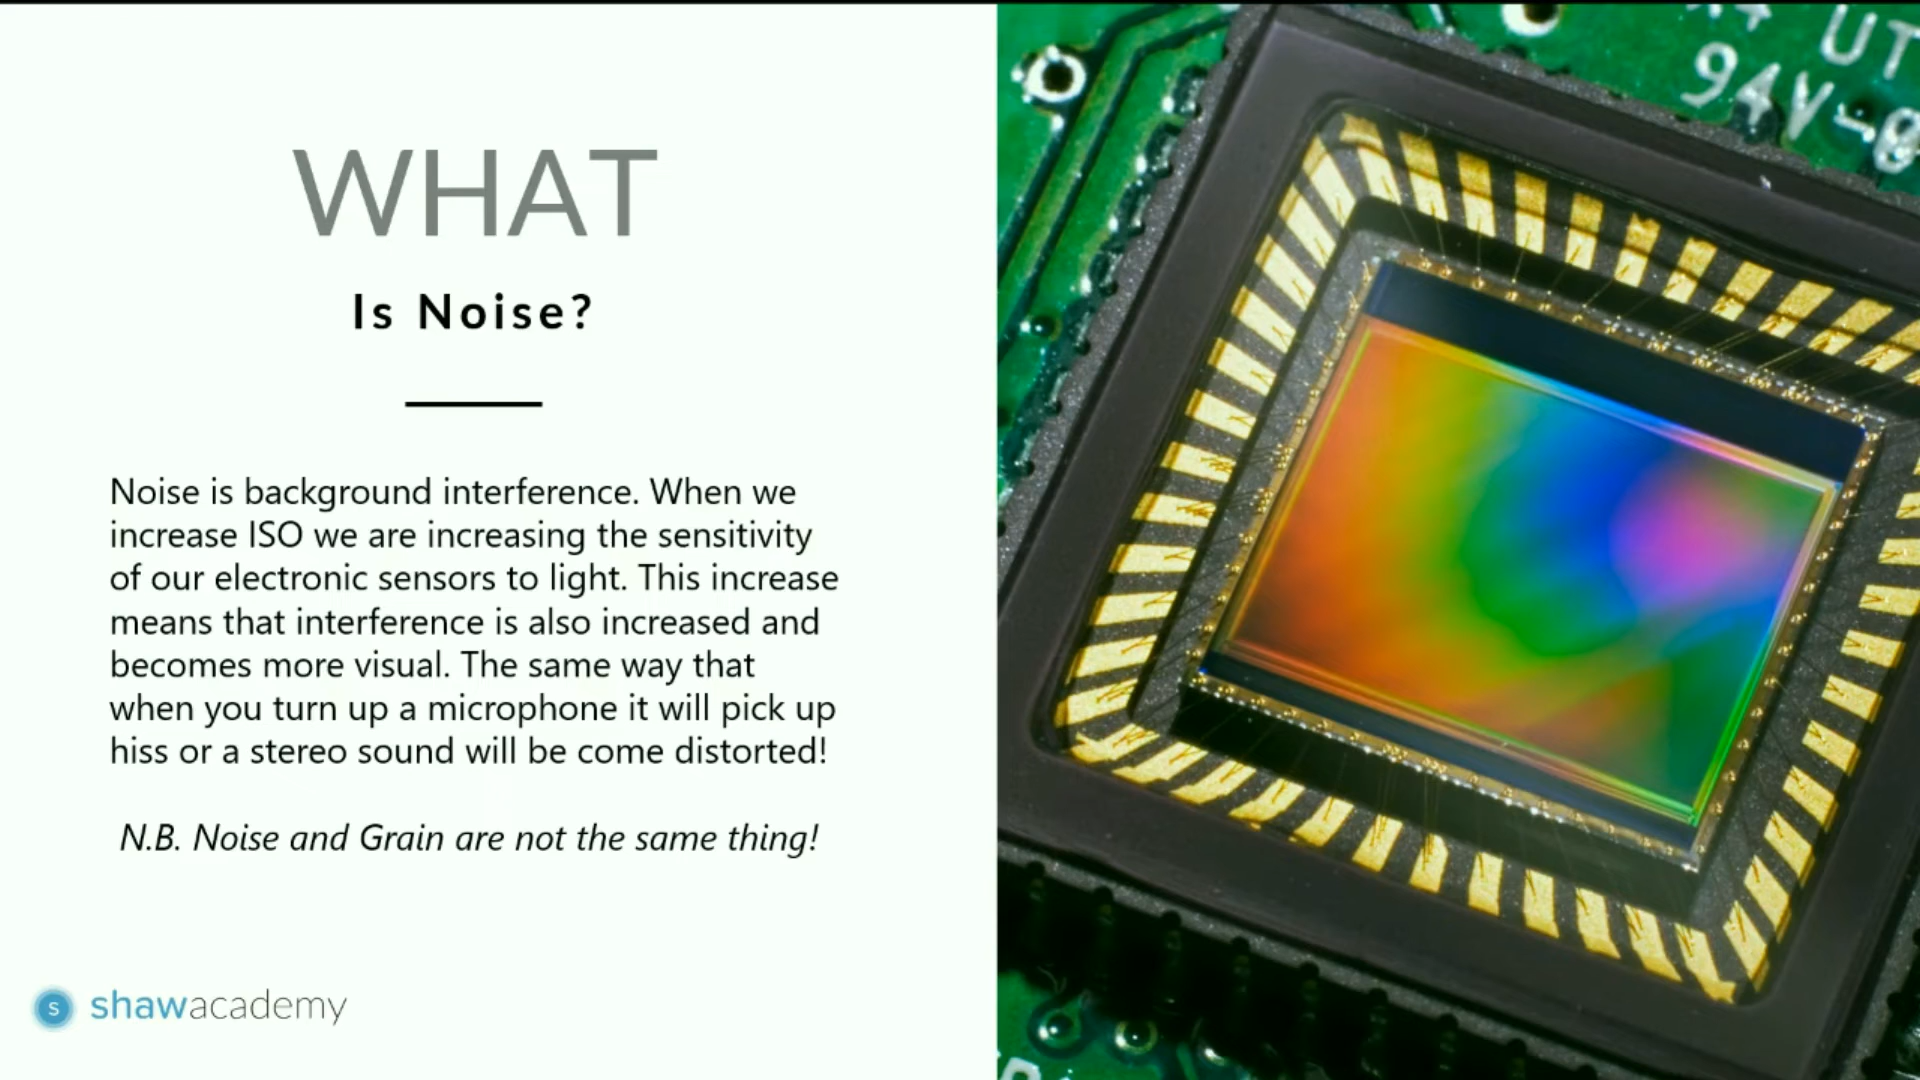 WHAT
Is Noise?
Noise is background interference. When we
increase ISO we are increasing the sensitivity
of our electronic sensors to light. This increase
means that interference is also increased and
becomes more visual. The same way that
when you turn up a microphone it will pick up
hiss or a stereo sound will be come distorted!
N.B. Noise and Grain are not the same thing!
s shawacademy
UT
94V-0